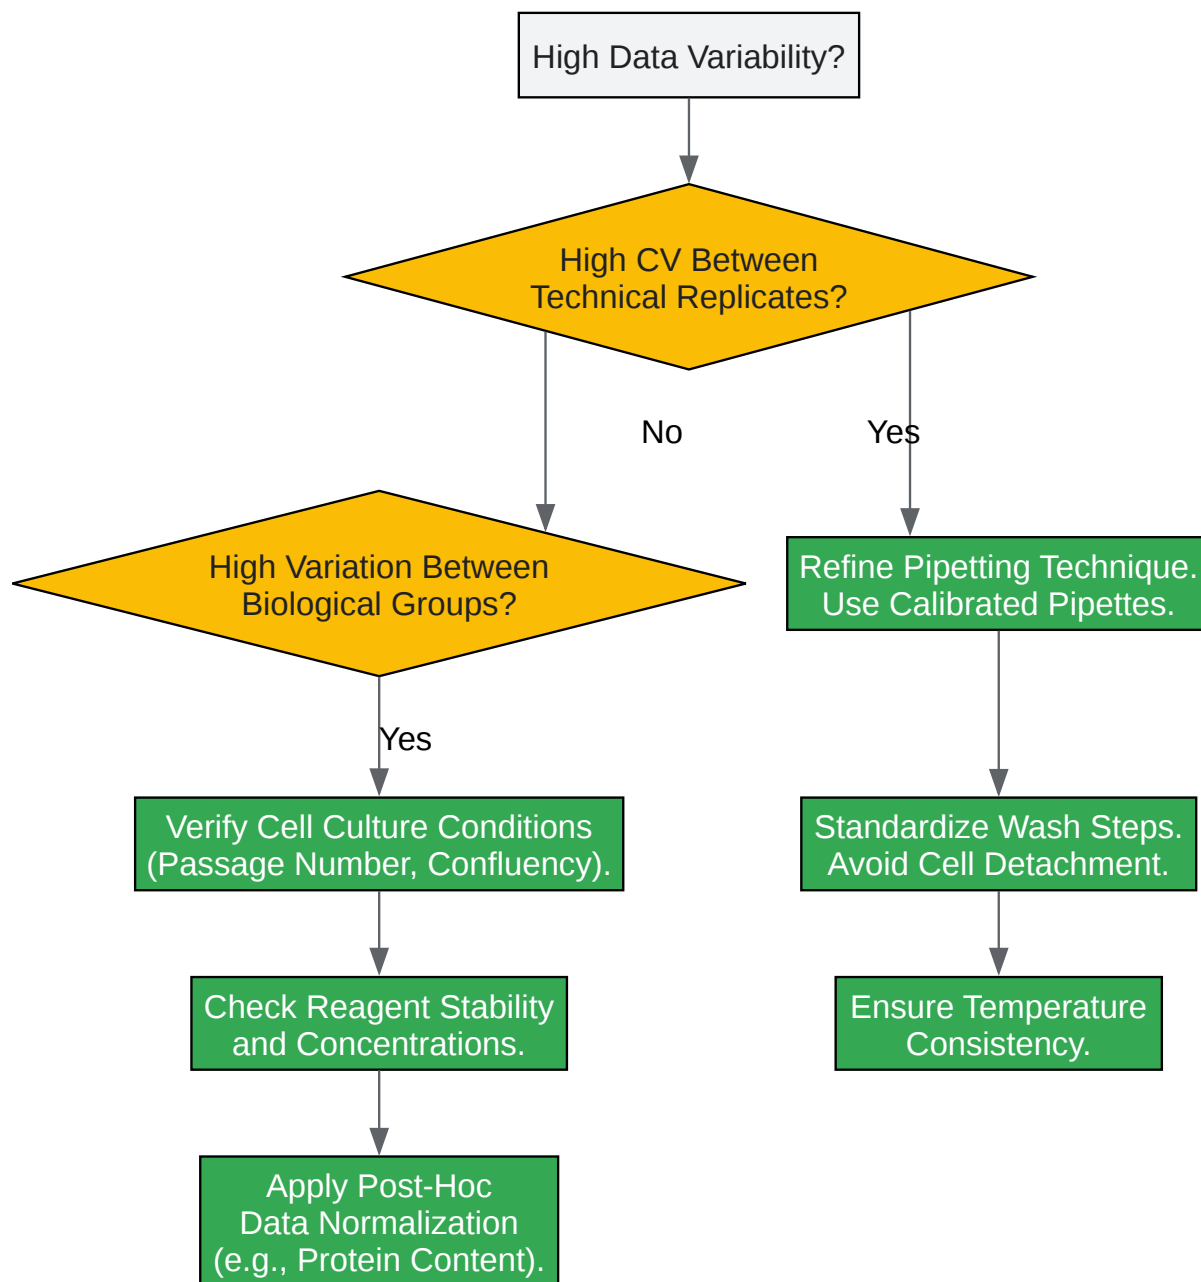 High Data Variability?
High CV Between
Technical Replicates?
No
Yes
High Variation Between
Biological Groups?
Refine Pipetting Technique.
Use Calibrated Pipettes.
Yes
Verify Cell Culture Conditions
(Passage Number, Confluency).
Standardize Wash Steps.
Avoid Cell Detachment.
Check Reagent Stability
and Concentrations.
Ensure Temperature
Consistency.
Apply Post-Hoc
Data Normalization
(e.g., Protein Content).